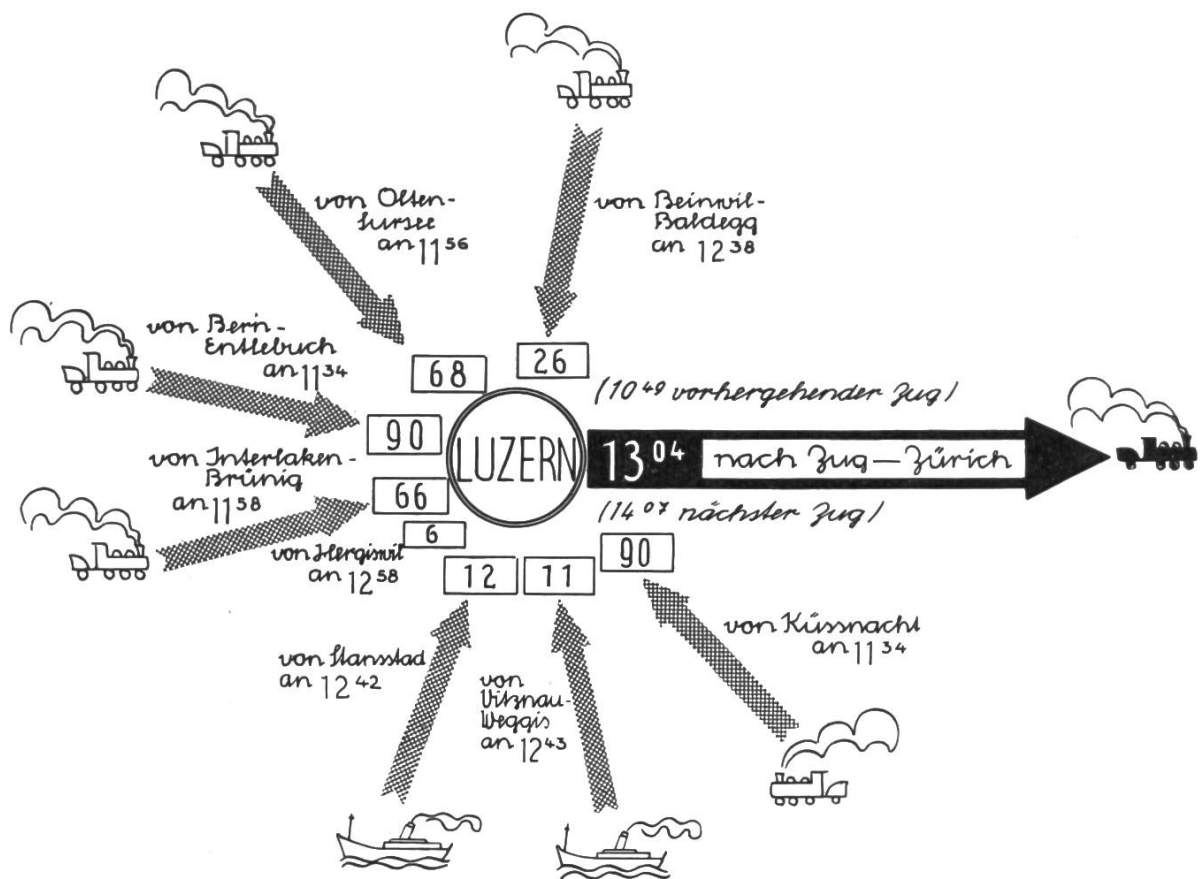 von Olten-
Sursee
an 11 56
von Beinwil-
Baldegg
an 12 38
von Bern-
Entlebuch
an 11 34
68
26
(10 49 vorhergehender Zug)
90
LUZERN
13 04 nach Zug — Zürich
von Interlaken-
Brünig
an 11 58
66
(14 07 nächster Zug)
6
von Hergiswil
an 12 58
12
11
90
von Küssnacht
an 11 34
von Stansstad
an 12 42
von
Vitznau-
Weggis
an 12 43